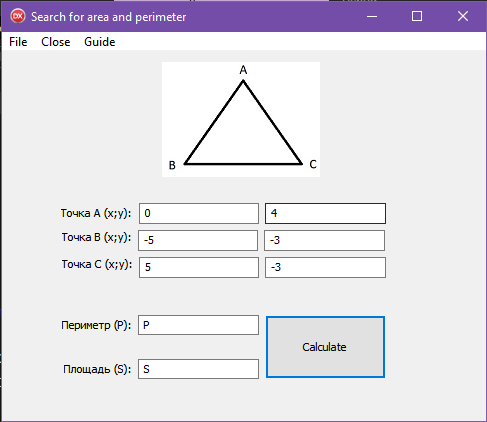 DX Search for area and perimeter
File Close Guide
A
B C
Точка A (x;y): 0 4
Точка B (x;y): -5 -3
Точка C (x;y): 5 -3
Периметр (P): P
Calculate
Площадь (S): S